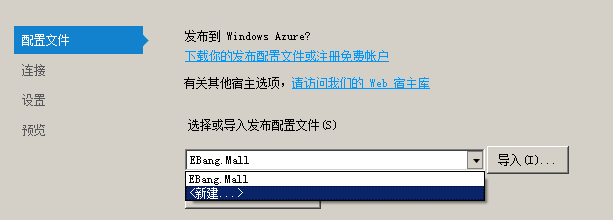 配置文件
连接
设置
预览
发布到 Windows Azure?
下载你的发布配置文件或注册免费帐户
有关其他宿主选项，请访问我们的 Web 宿主库
选择或导入发布配置文件(S)
EBang.Mall
导入(I)...
EBang.Mall
<新建...>